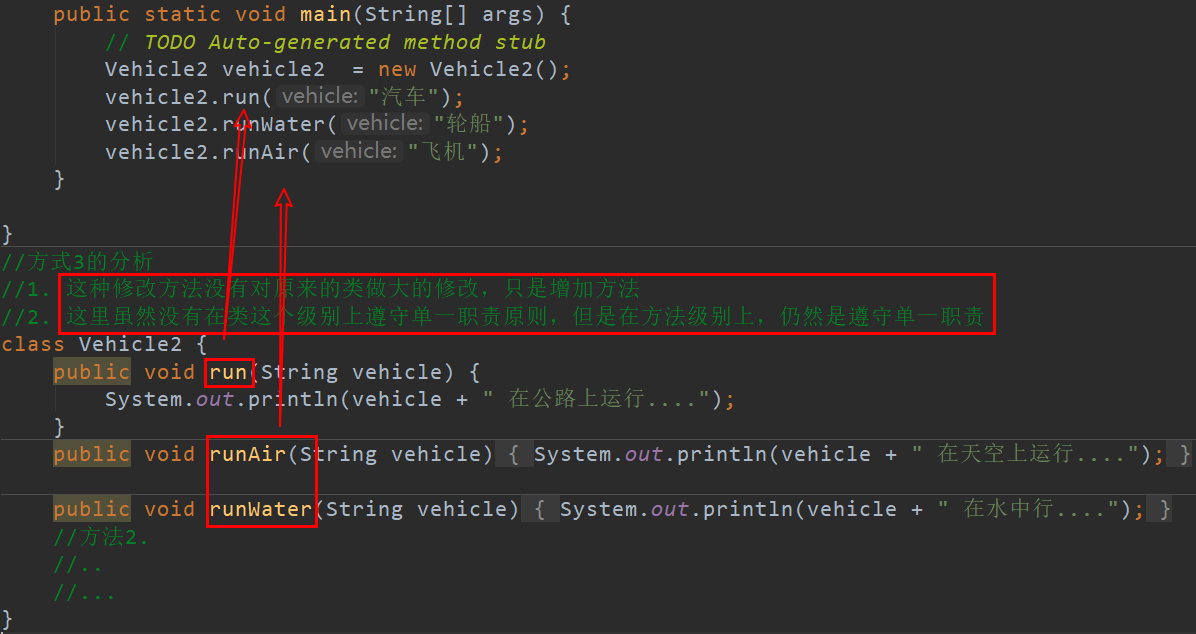 public static void main(String[] args) {
// TODO Auto-generated method stub
Vehicle2 vehicle2  = new Vehicle2();
vehicle2.run( vehicle: "汽车");
vehicle2.runWater( vehicle: "轮船");
vehicle2.runAir( vehicle: "飞机");
}
}
//方式3的分析
//1. 这种修改方法没有对原来的类做大的修改，只是增加方法
//2. 这里虽然没有在类这个级别上遵守单一职责原则，但是在方法级别上，仍然是遵守单一职责
class Vehicle2 {
public void run(String vehicle) {
System.out.println(vehicle + " 在公路上运行....");
}
public void runAir(String vehicle) { System.out.println(vehicle + " 在天空上运行...."); }
public void runWater(String vehicle) { System.out.println(vehicle + " 在水中行...."); }
//方法2.
//..
//...
}